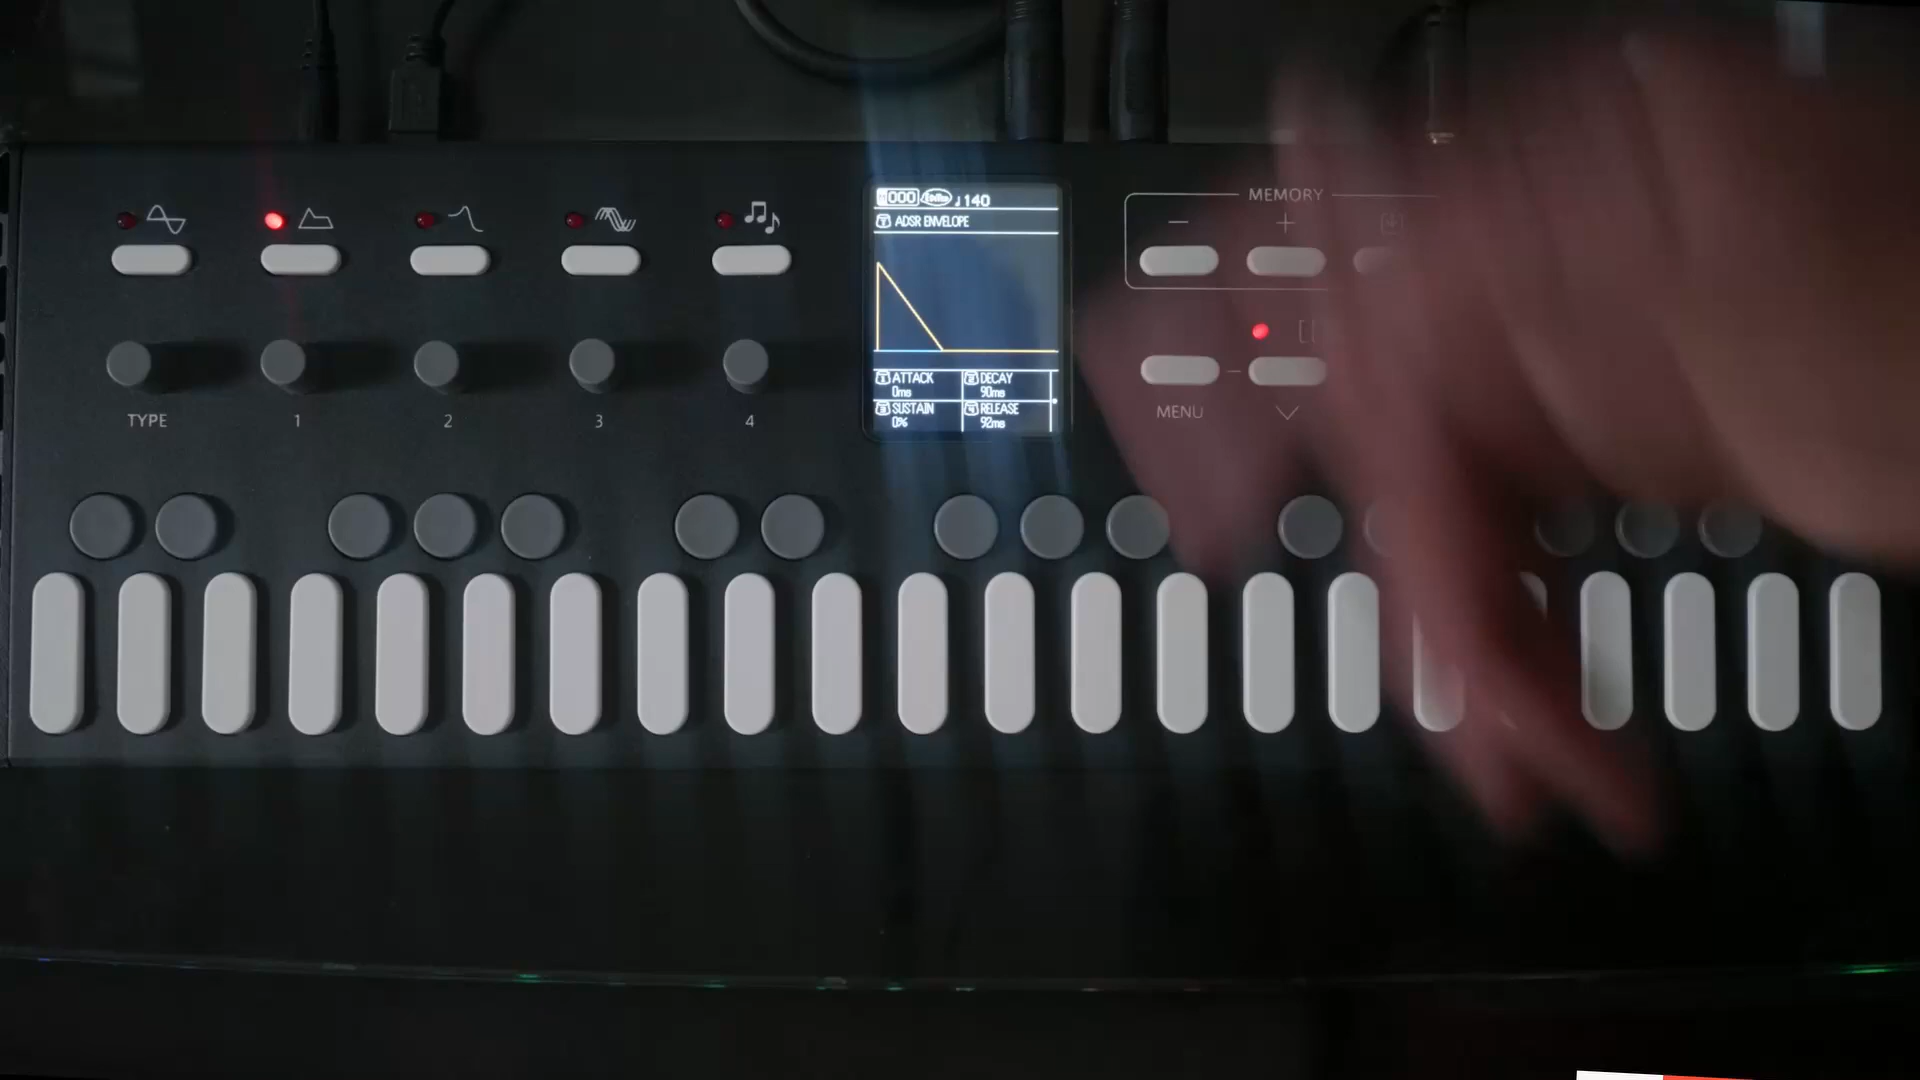 MEMORY
000 ♩140
ADSR ENVELOPE
ATTACK
0ms
DECAY
90ms
SUSTAIN
0%
RELEASE
92ms
TYPE
1
2
3
4
MENU